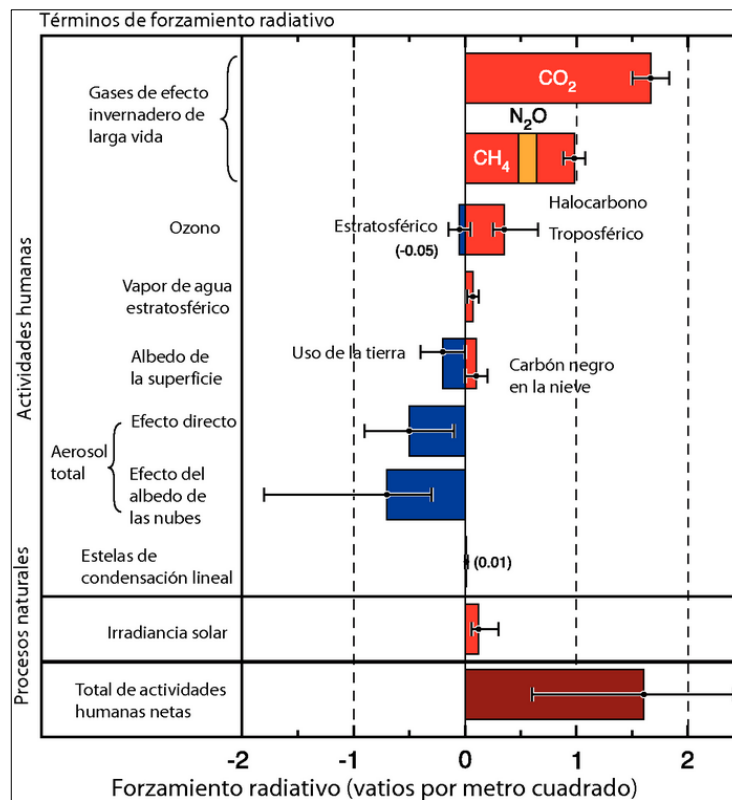 Términos de forzamiento radiativo
Actividades humanas
Gases de efecto
invernadero de
larga vida
CO₂
N₂O
CH₄
Halocarbono
Ozono
Estratosférico
(-0.05)
Troposférico
Vapor de agua
estratosférico
Albedo de
la superficie
Uso de la tierra
Carbón negro
en la nieve
Aerosol
total
Efecto directo
Efecto del
albedo de
las nubes
Estelas de
condensación lineal
(0.01)
Procesos naturales
Irradiancia solar
Total de actividades
humanas netas
-2 -1 0 1 2
Forzamiento radiativo (vatios por metro cuadrado)